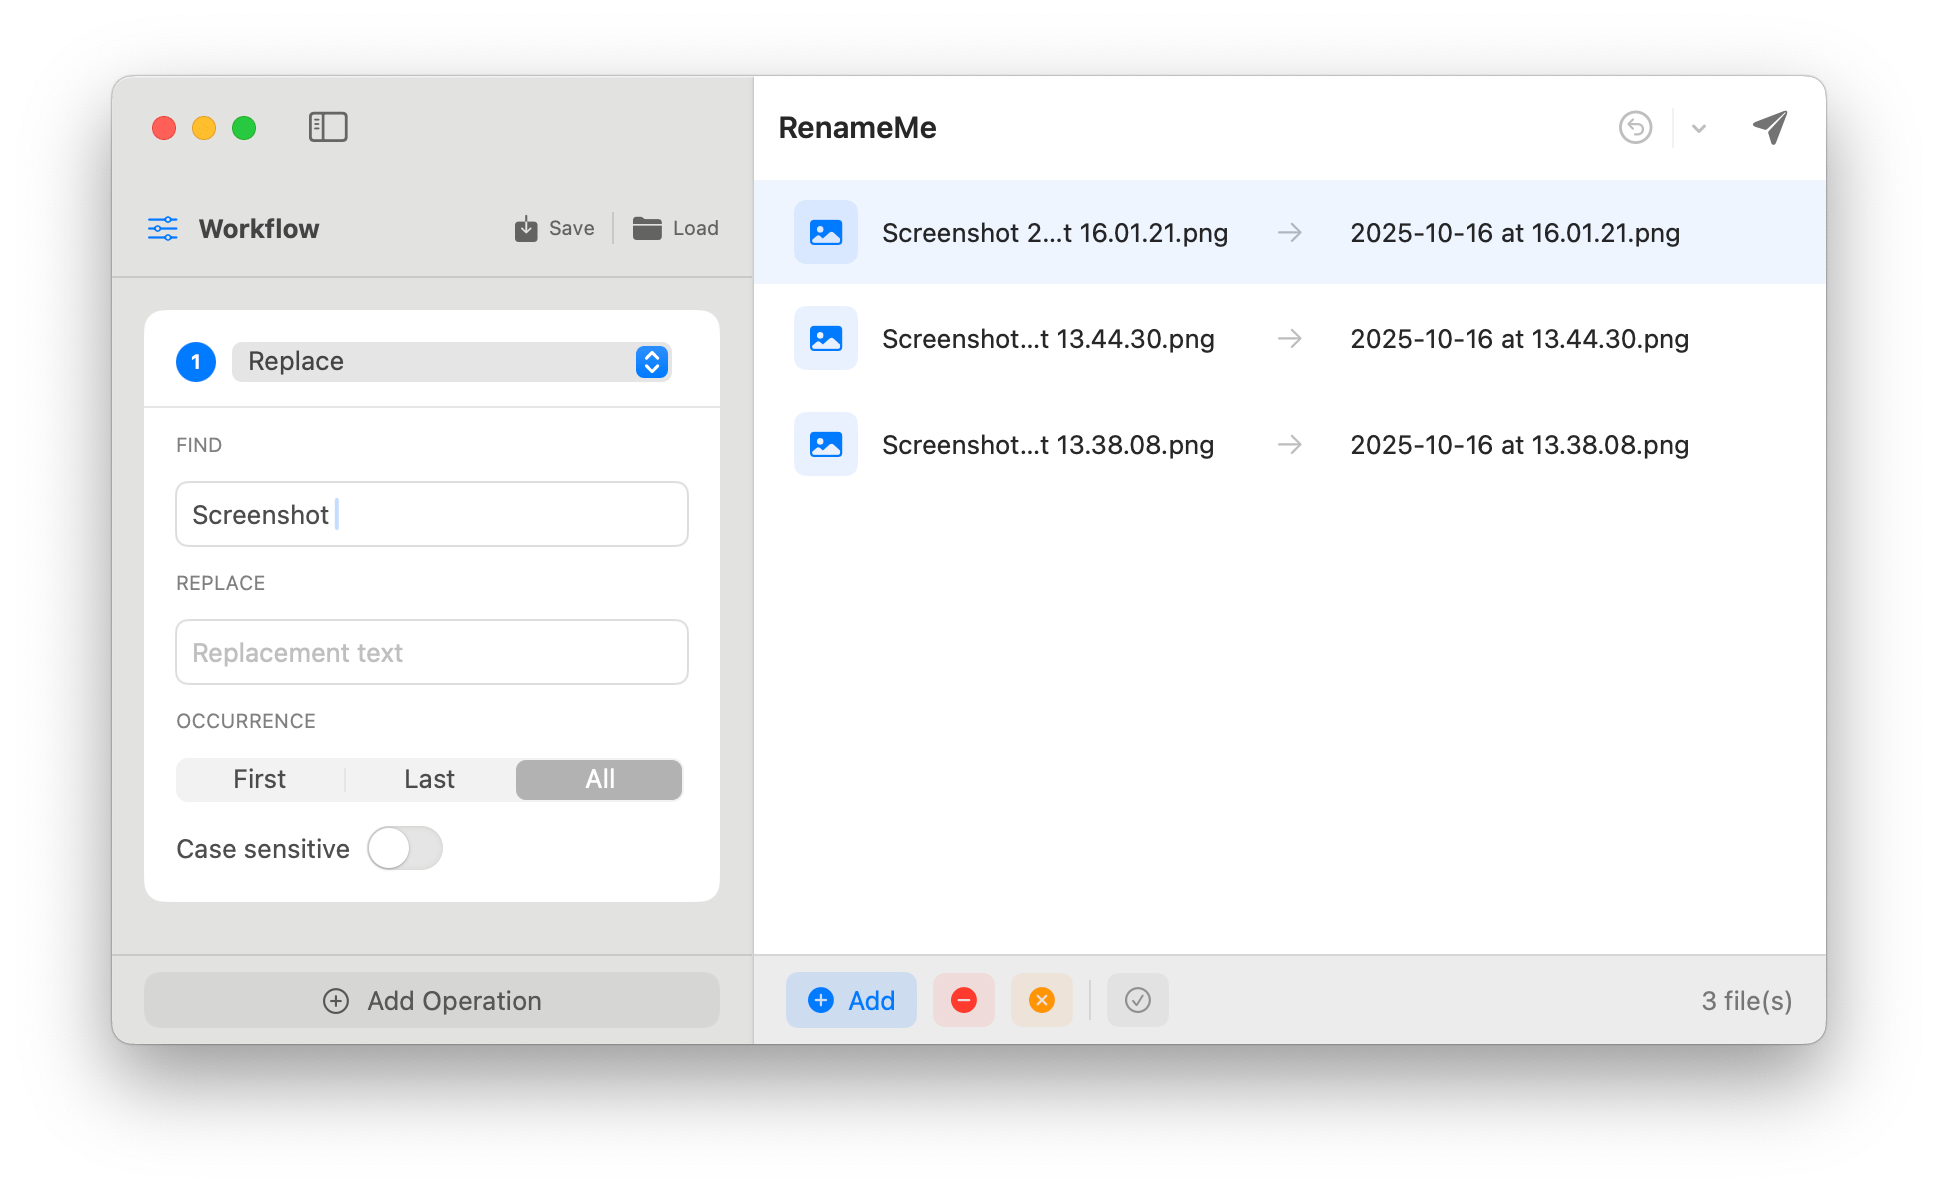 RenameMe
Workflow
Save
Load
1
Replace
FIND
Screenshot
REPLACE
Replacement text
OCCURRENCE
First
Last
All
Case sensitive
Add Operation
Screenshot 2...t 16.01.21.png
2025-10-16 at 16.01.21.png
Screenshot...t 13.44.30.png
2025-10-16 at 13.44.30.png
Screenshot...t 13.38.08.png
2025-10-16 at 13.38.08.png
Add
3 file(s)